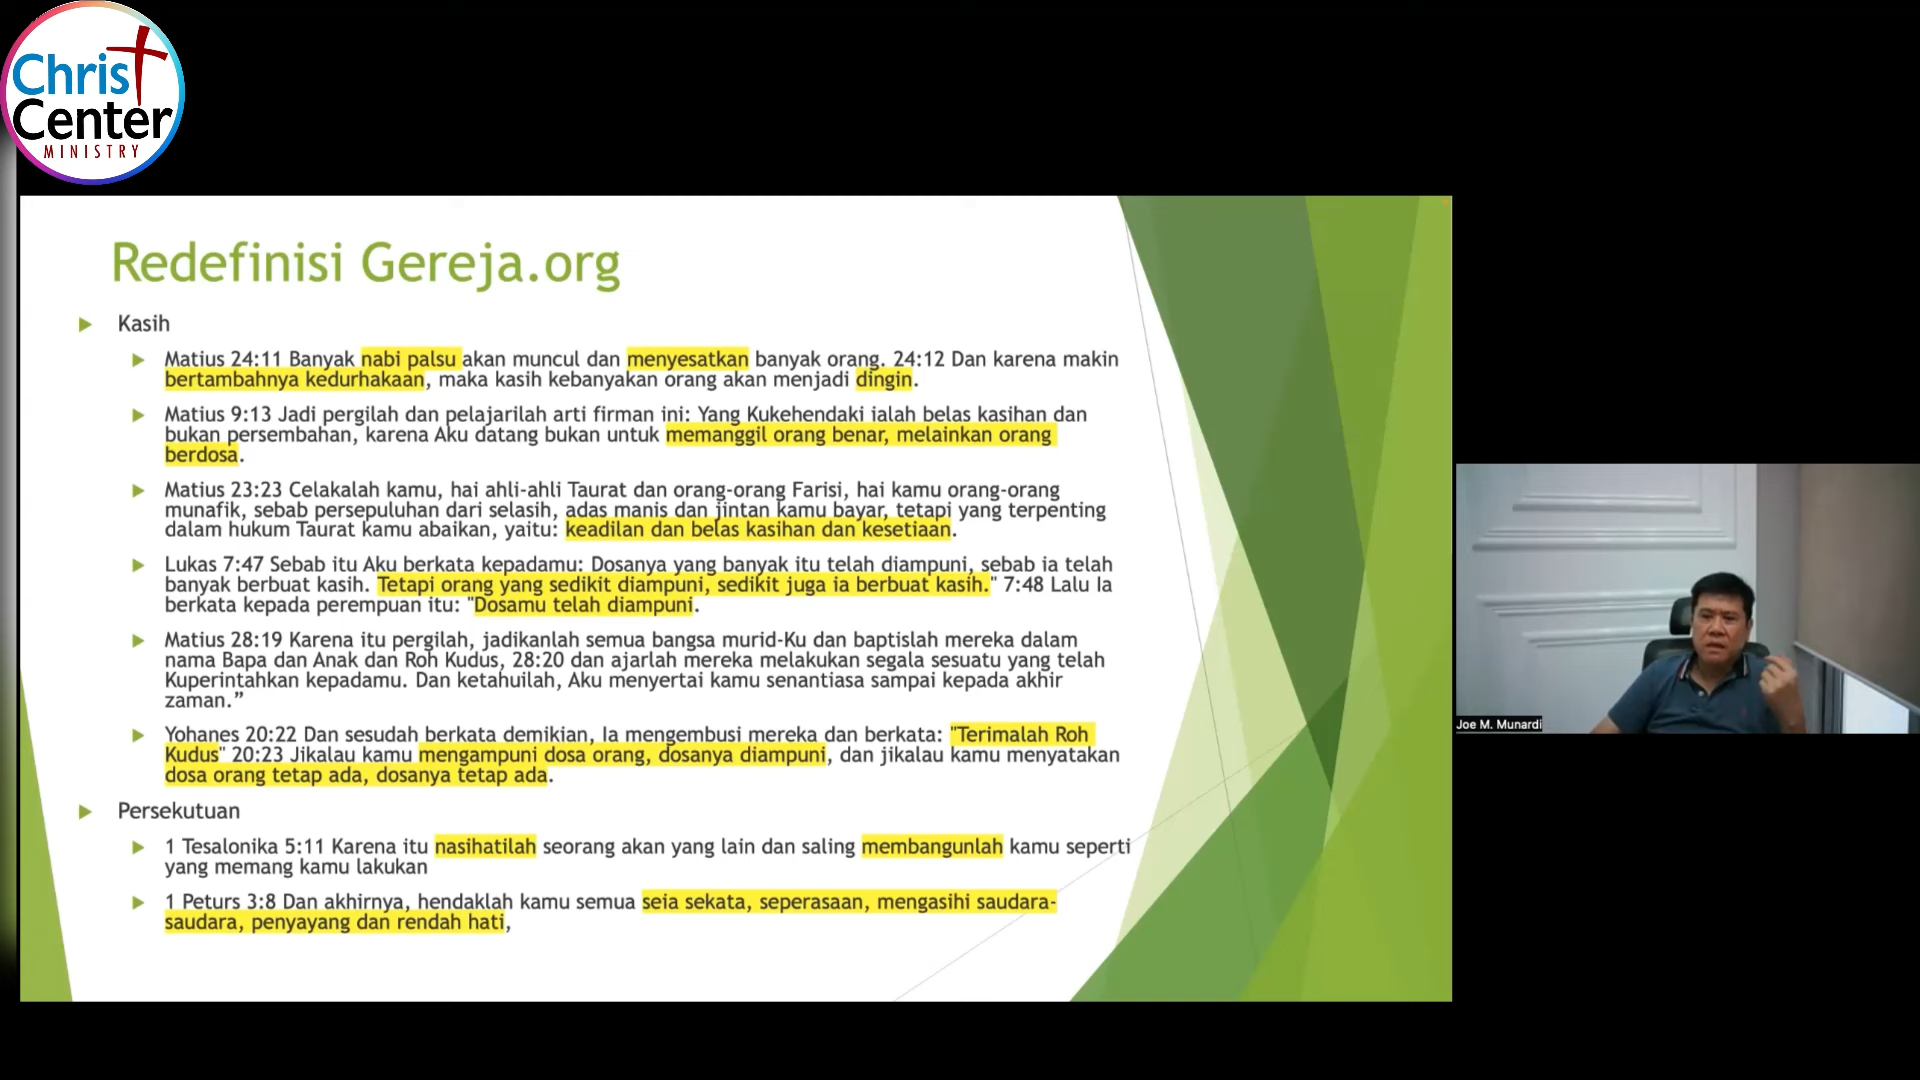 Christ
Center
MINISTRY
Redefinisi Gereja.org
Kasih
Matius 24:11 Banyak nabi palsu akan muncul dan menyesatkan banyak orang. 24:12 Dan karena makin
bertambahnya kedurhakaan, maka kasih kebanyakan orang akan menjadi dingin.
Matius 9:13 Jadi pergilah dan pelajarilah arti firman ini: Yang Kukehendaki ialah belas kasihan dan
bukan persembahan, karena Aku datang bukan untuk memanggil orang benar, melainkan orang
berdosa.
Matius 23:23 Celakalah kamu, hai ahli-ahli Taurat dan orang-orang Farisi, hai kamu orang-orang
munafik, sebab persepuluhan dari selasih, adas manis dan jintan kamu bayar, tetapi yang terpenting
dalam hukum Taurat kamu abaikan, yaitu: keadilan dan belas kasihan dan kesetiaan.
Lukas 7:47 Sebab itu Aku berkata kepadamu: Dosanya yang banyak itu telah diampuni, sebab ia telah
banyak berbuat kasih. Tetapi orang yang sedikit diampuni, sedikit juga ia berbuat kasih." 7:48 Lalu Ia
berkata kepada perempuan itu: "Dosamu telah diampuni.
Matius 28:19 Karena itu pergilah, jadikanlah semua bangsa murid-Ku dan baptislah mereka dalam
nama Bapa dan Anak dan Roh Kudus, 28:20 dan ajarlah mereka melakukan segala sesuatu yang telah
Kuperintahkan kepadamu. Dan ketahuilah, Aku menyertai kamu senantiasa sampai kepada akhir
zaman.”
Yohanes 20:22 Dan sesudah berkata demikian, Ia mengembusi mereka dan berkata: "Terimalah Roh
Kudus" 20:23 Jikalau kamu mengampuni dosa orang, dosanya diampuni, dan jikalau kamu menyatakan
dosa orang tetap ada, dosanya tetap ada.
Persekutuan
1 Tesalonika 5:11 Karena itu nasihatilah seorang akan yang lain dan saling membangunlah kamu seperti
yang memang kamu lakukan
1 Peturs 3:8 Dan akhirnya, hendaklah kamu semua seia sekata, seperasaan, mengasihi saudara-
saudara, penyayang dan rendah hati,
Joe M. Munardi